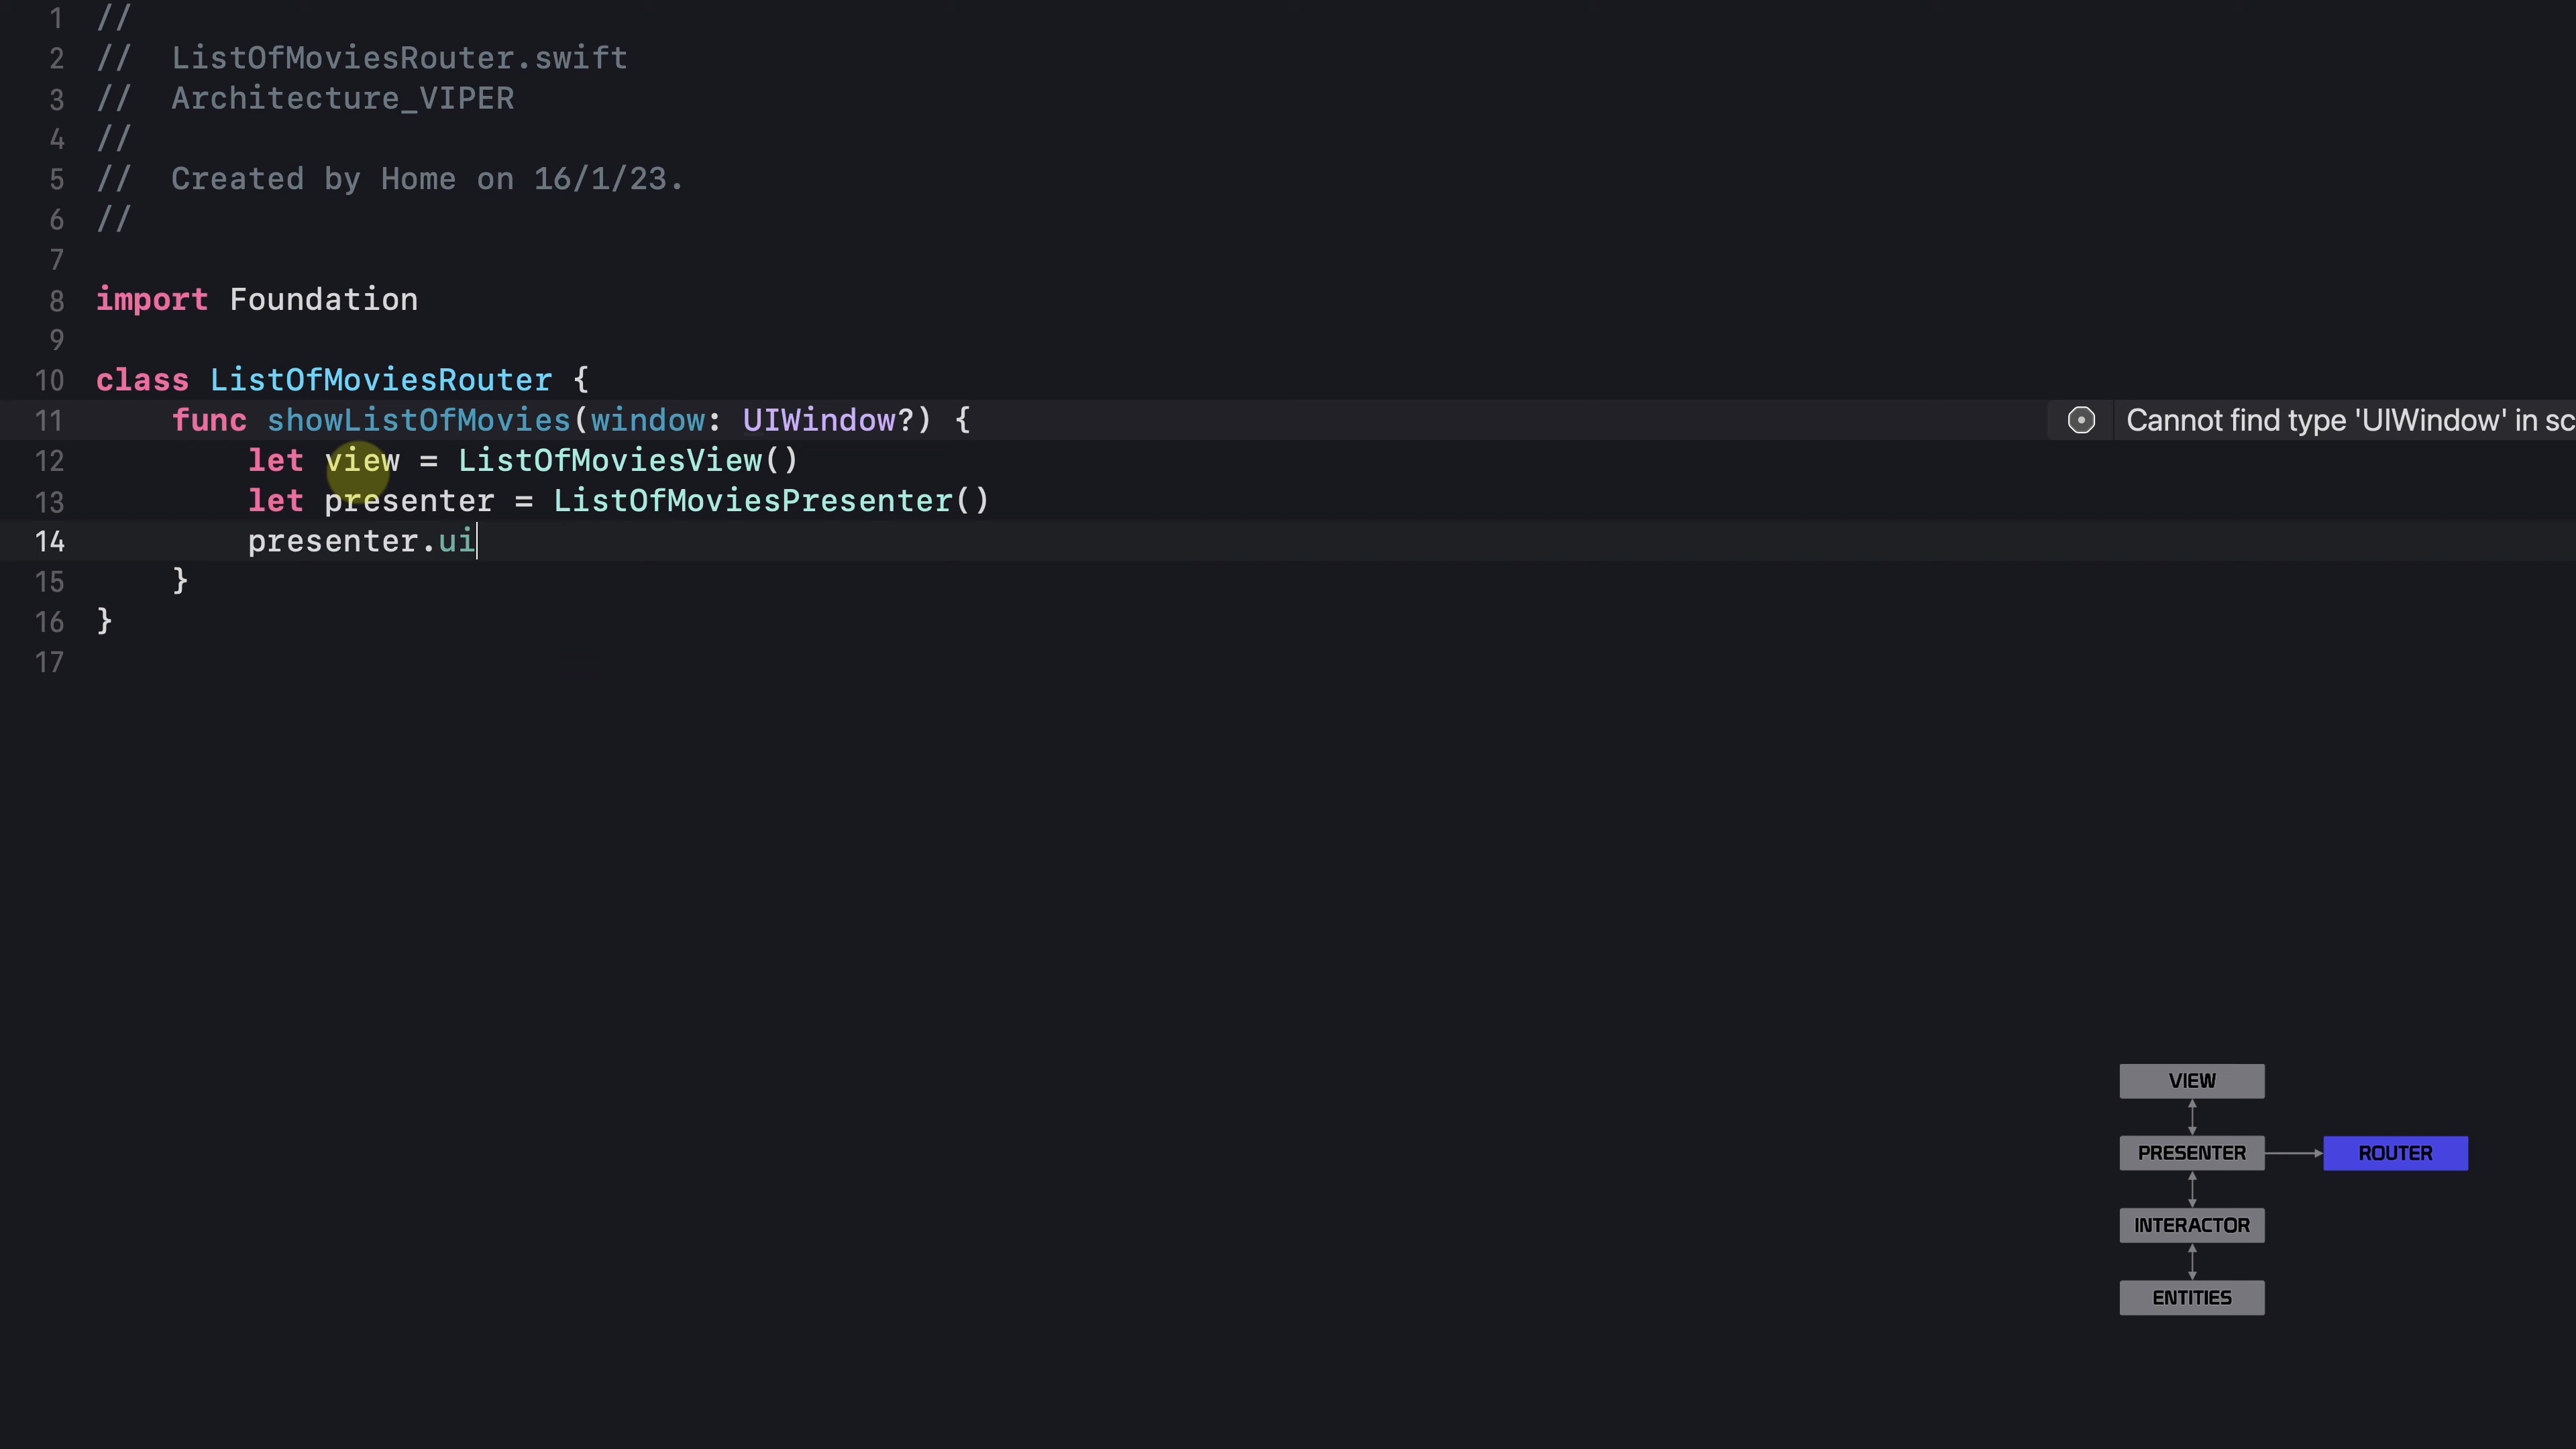 1 //
2 // ListOfMoviesRouter.swift
3 // Architecture_VIPER
4 //
5 // Created by Home on 16/1/23.
6 //
7
8 import Foundation
9
10 class ListOfMoviesRouter {
11 func showListOfMovies(window: UIWindow?) { Cannot find type 'UIWindow' in sc
12 let view = ListOfMoviesView()
13 let presenter = ListOfMoviesPresenter()
14 presenter.ui
15 }
16 }
17
VIEW
PRESENTER ROUTER
INTERACTOR
ENTITIES